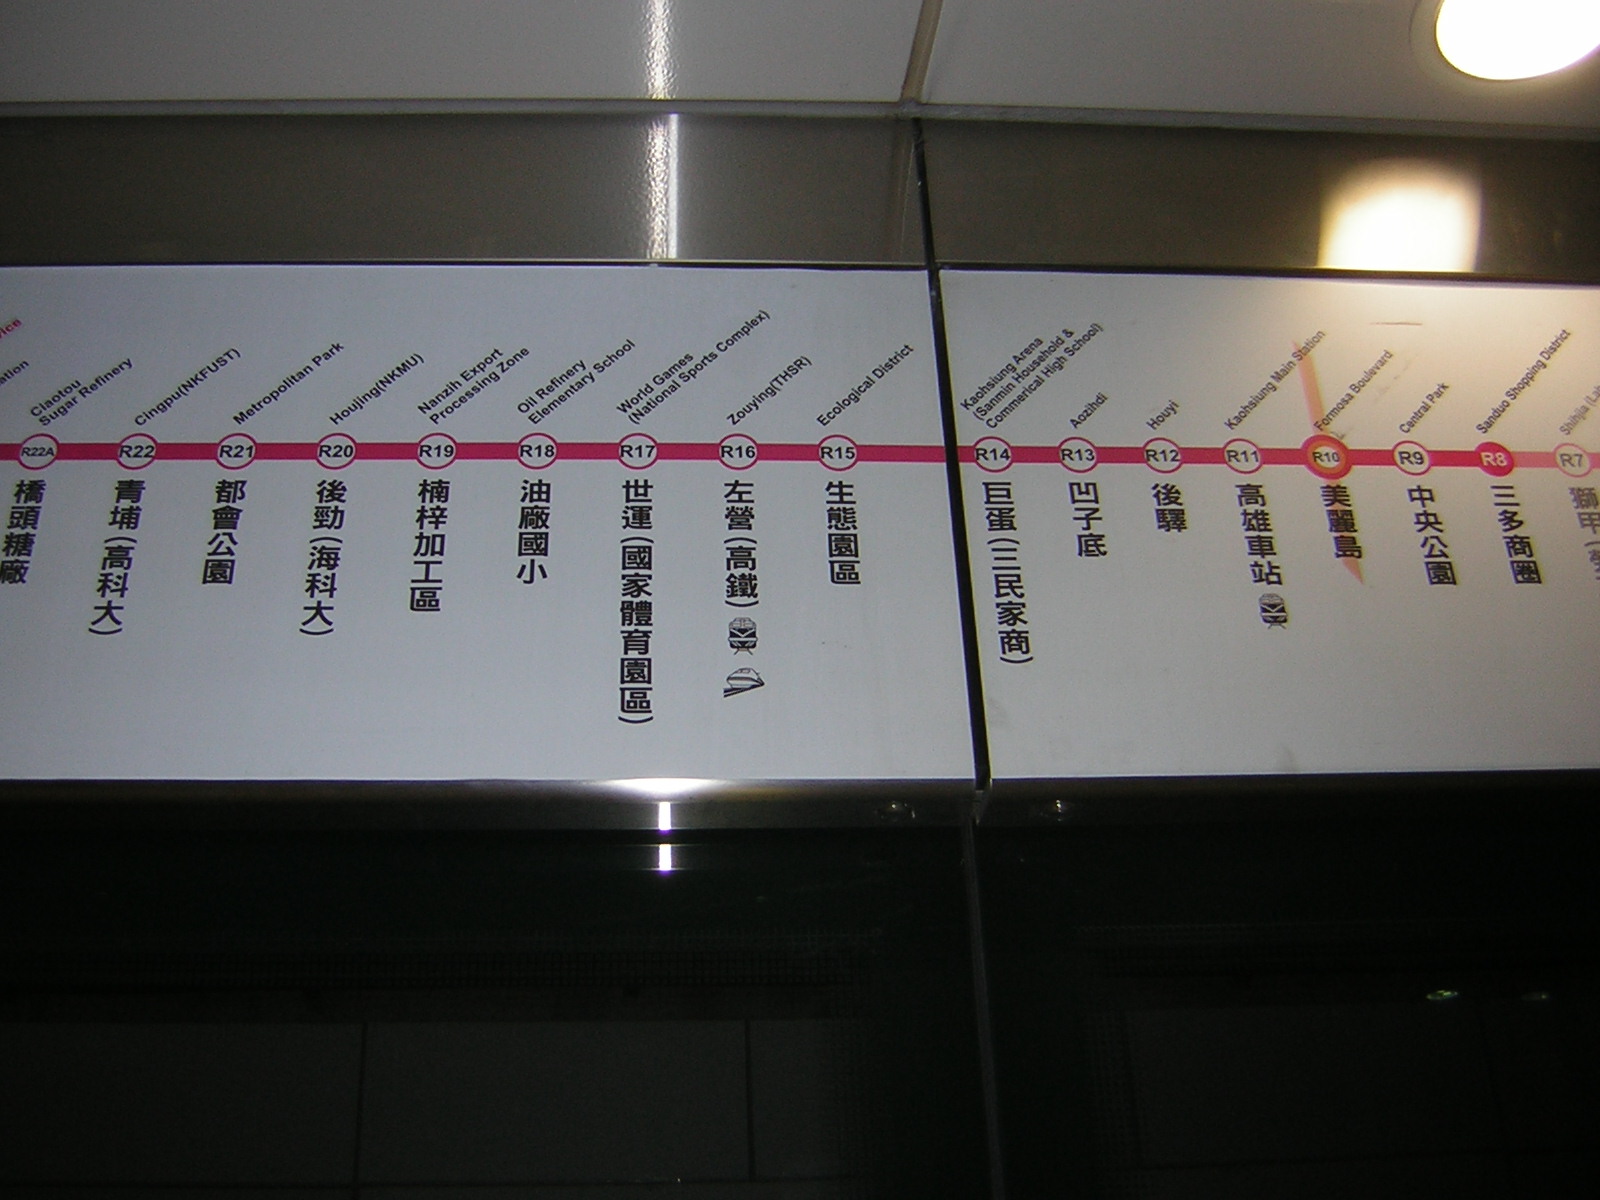 Ciaotou
Sugar Refinery
Cingpu(NKFUST)
Metropolitan Park
Houjing(NKMU)
Nanzih Export
Processing Zone
Oil Refinery
Elementary School
World Games
(National Sports Complex)
Zouying(THSR)
Ecological District
Kaohsiung Arena
(Sanmin Household &
Commerical High School)
Aozihdi
Houyi
Kaohsiung Main Station
Formosa Boulevard
Central Park
Sanduo Shopping District
R22A
R22
R21
R20
R19
R18
R17
R16
R15
R14
R13
R12
R11
R10
R9
R8
R7
橋頭糖廠
青埔(高科大)
都會公園
後勁(海科大)
楠梓加工區
油廠國小
世運(國家體育園區)
左營(高鐵)
生態園區
巨蛋(三民家商)
凹子底
後驛
高雄車站
美麗島
中央公園
三多商圈
獅甲